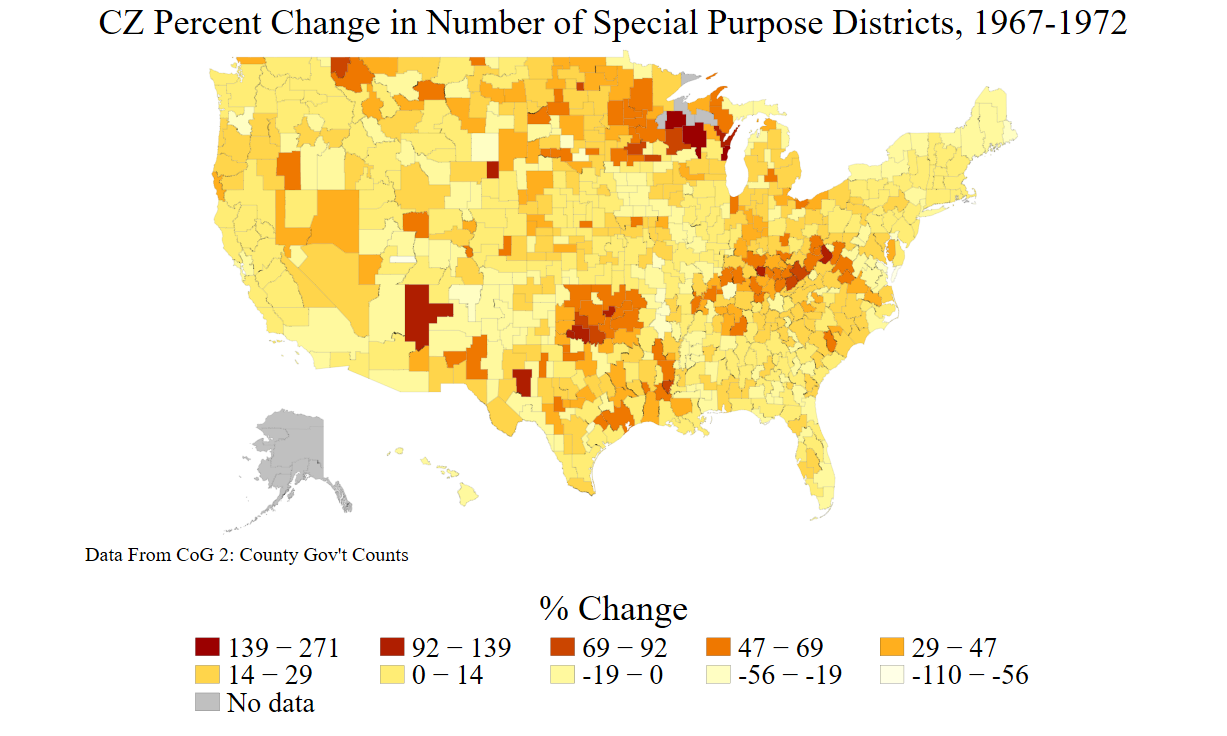 CZ Percent Change in Number of Special Purpose Districts, 1967-1972
Data From CoG 2: County Gov't Counts
% Change
139 − 271 92 − 139 69 − 92 47 − 69 29 − 47
14 − 29 0 − 14 -19 − 0 -56 − -19 -110 − -56
No data